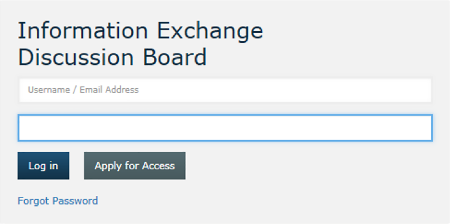 Information Exchange
Discussion Board
Username / Email Address
Log in
Apply for Access
Forgot Password